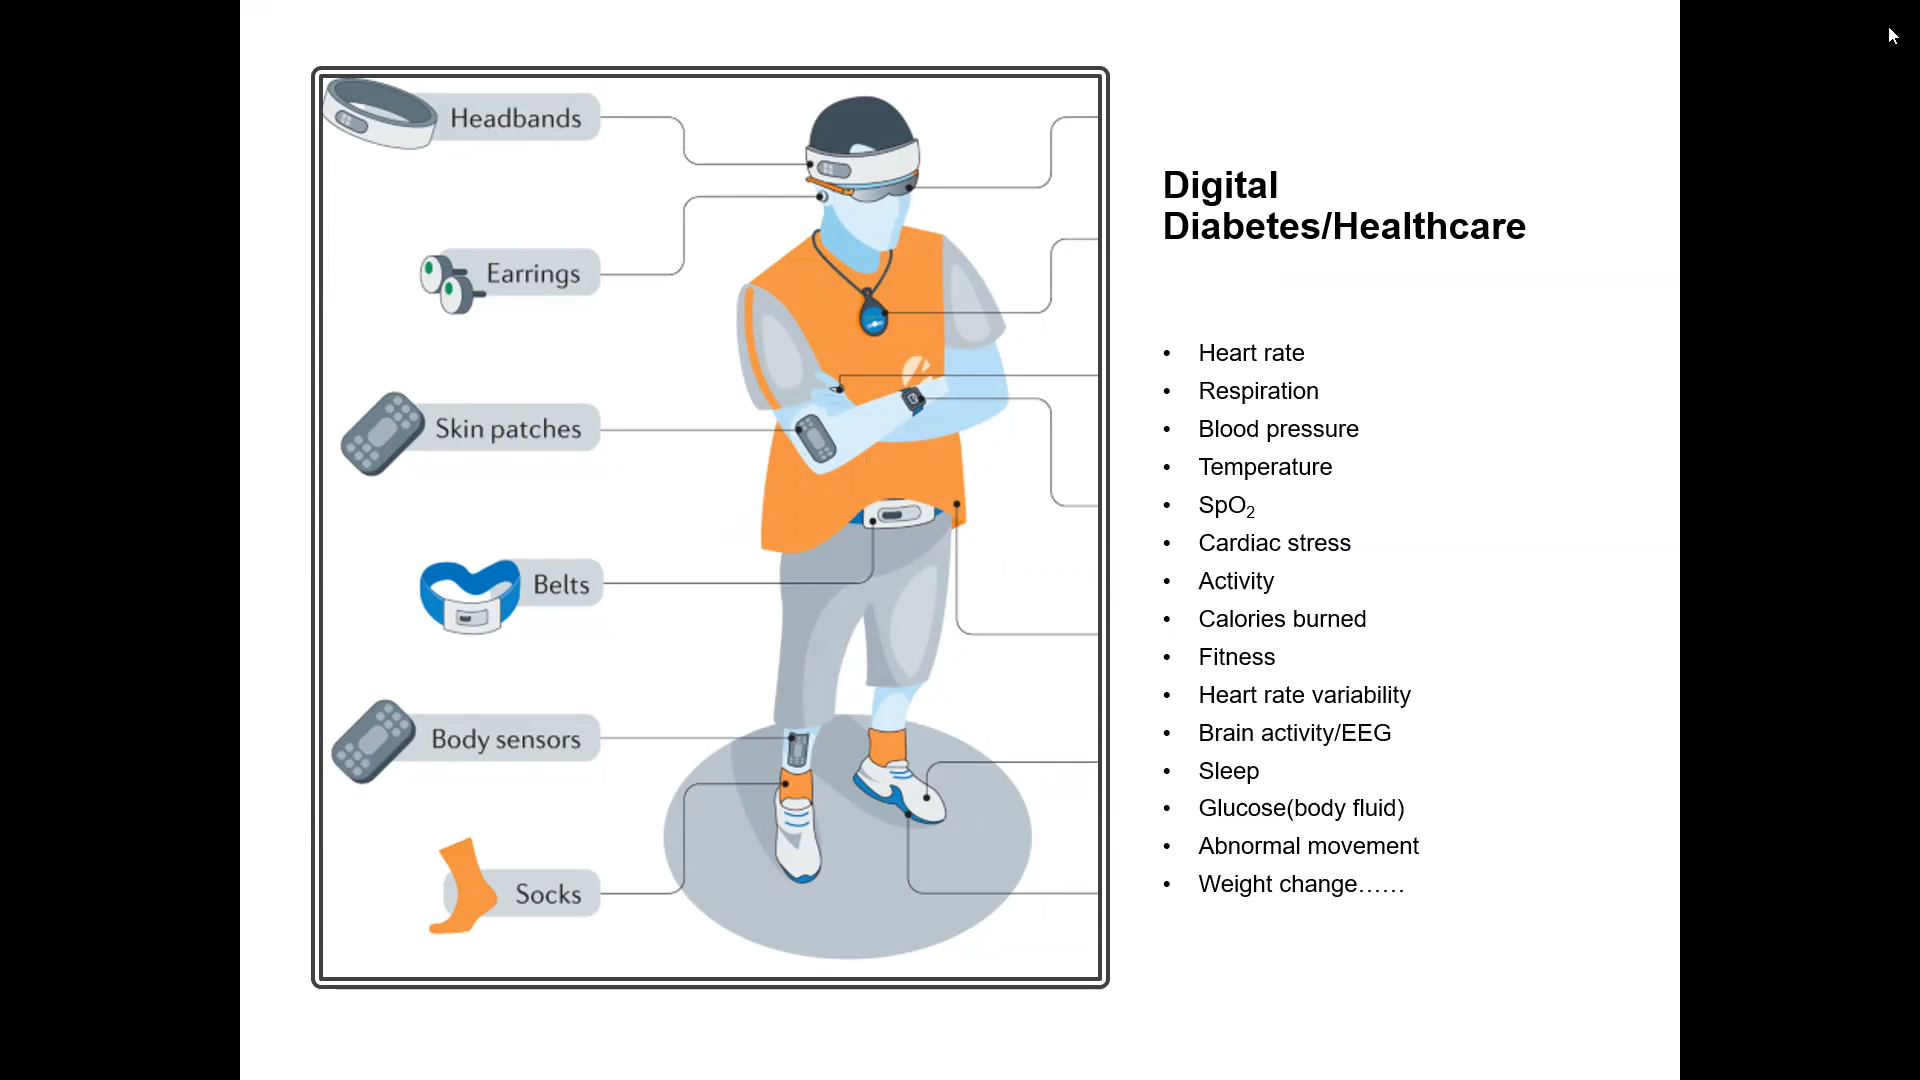 Headbands
Earrings
Skin patches
Belts
Body sensors
Socks
Digital
Diabetes/Healthcare
• Heart rate
• Respiration
• Blood pressure
• Temperature
• SpO₂
• Cardiac stress
• Activity
• Calories burned
• Fitness
• Heart rate variability
• Brain activity/EEG
• Sleep
• Glucose(body fluid)
• Abnormal movement
• Weight change……